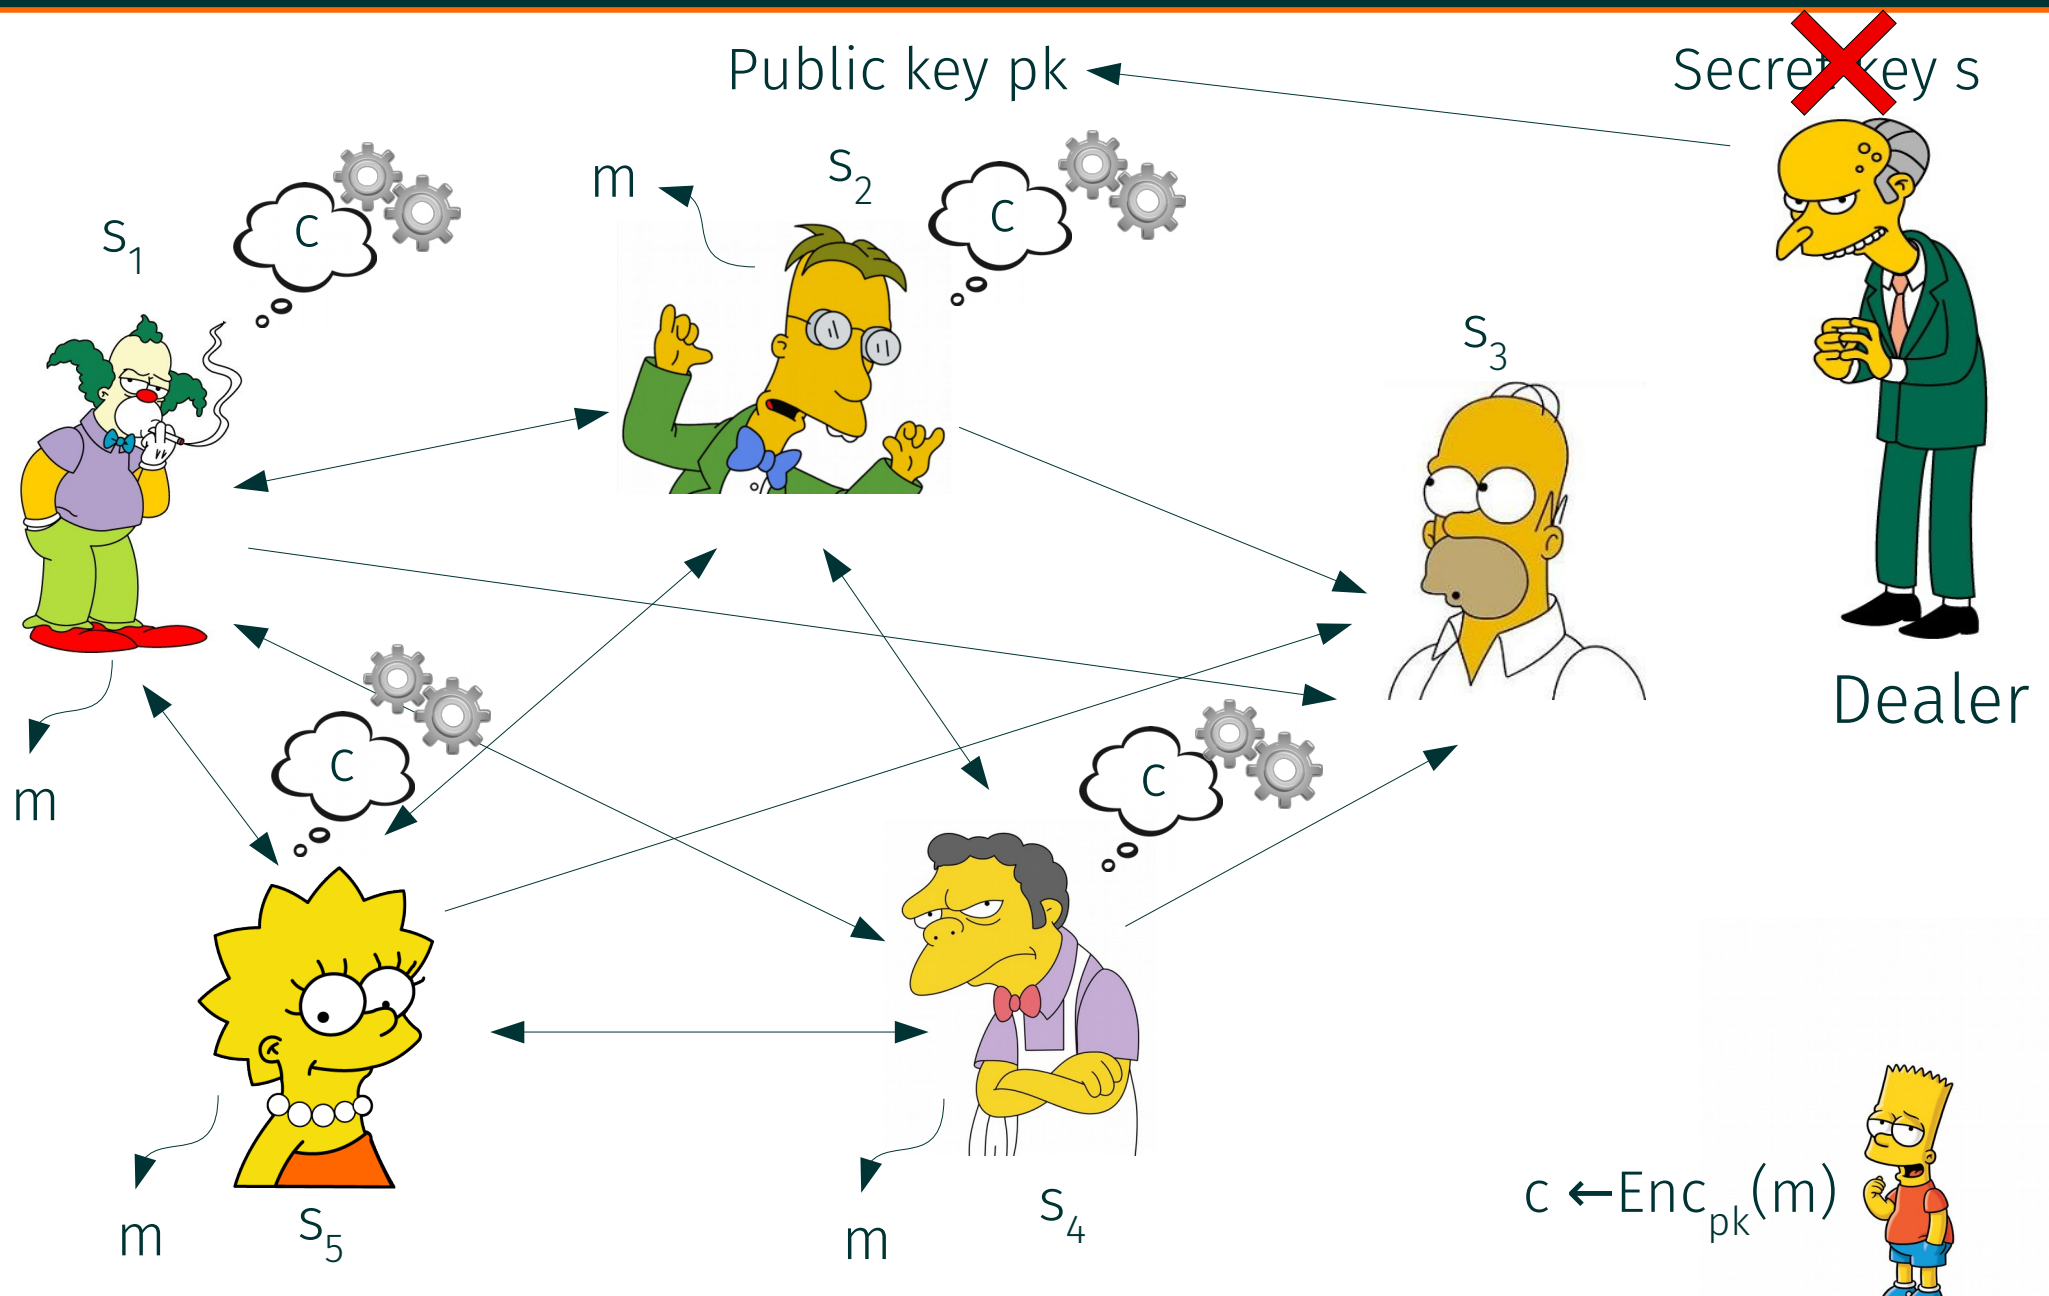 Public key pk
Secret key s
m
s2
c
s1
c
s3
Dealer
c
c
m
c ←Encpk(m)
m
s5
m
s4